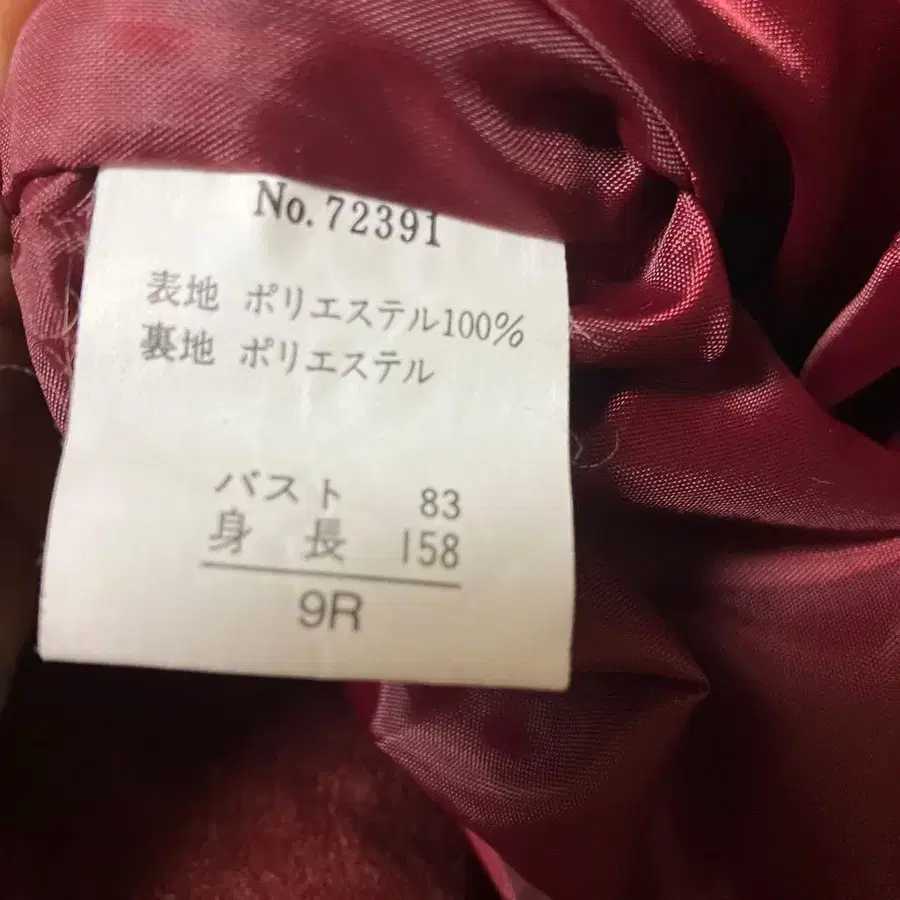 No.72391
表地 ポリエステル100%
裏地 ポリエステル
バスト 83
身長 158
9R